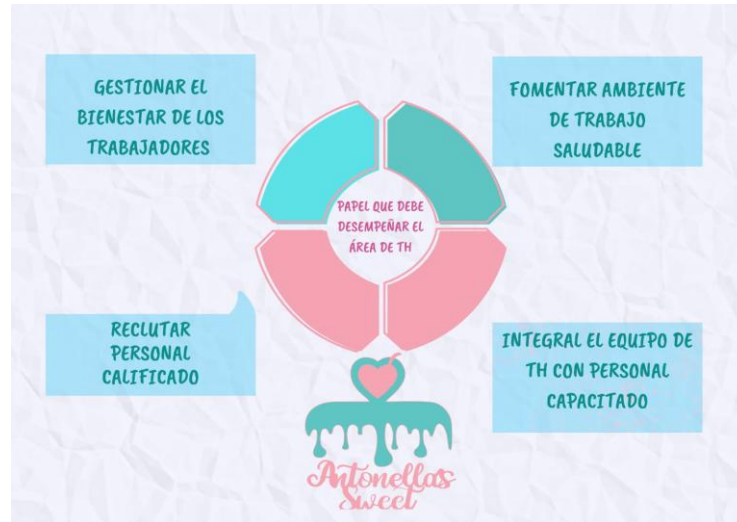 GESTIONAR EL
BIENESTAR DE LOS
TRABAJADORES
FOMENTAR AMBIENTE
DE TRABAJO
SALUDABLE
PAPEL QUE DEBE
DESEMPEÑAR EL
ÁREA DE TH
RECLUTAR
PERSONAL
CALIFICADO
INTEGRAL EL EQUIPO DE
TH CON PERSONAL
CAPACITADO
Antonellas
Sweet